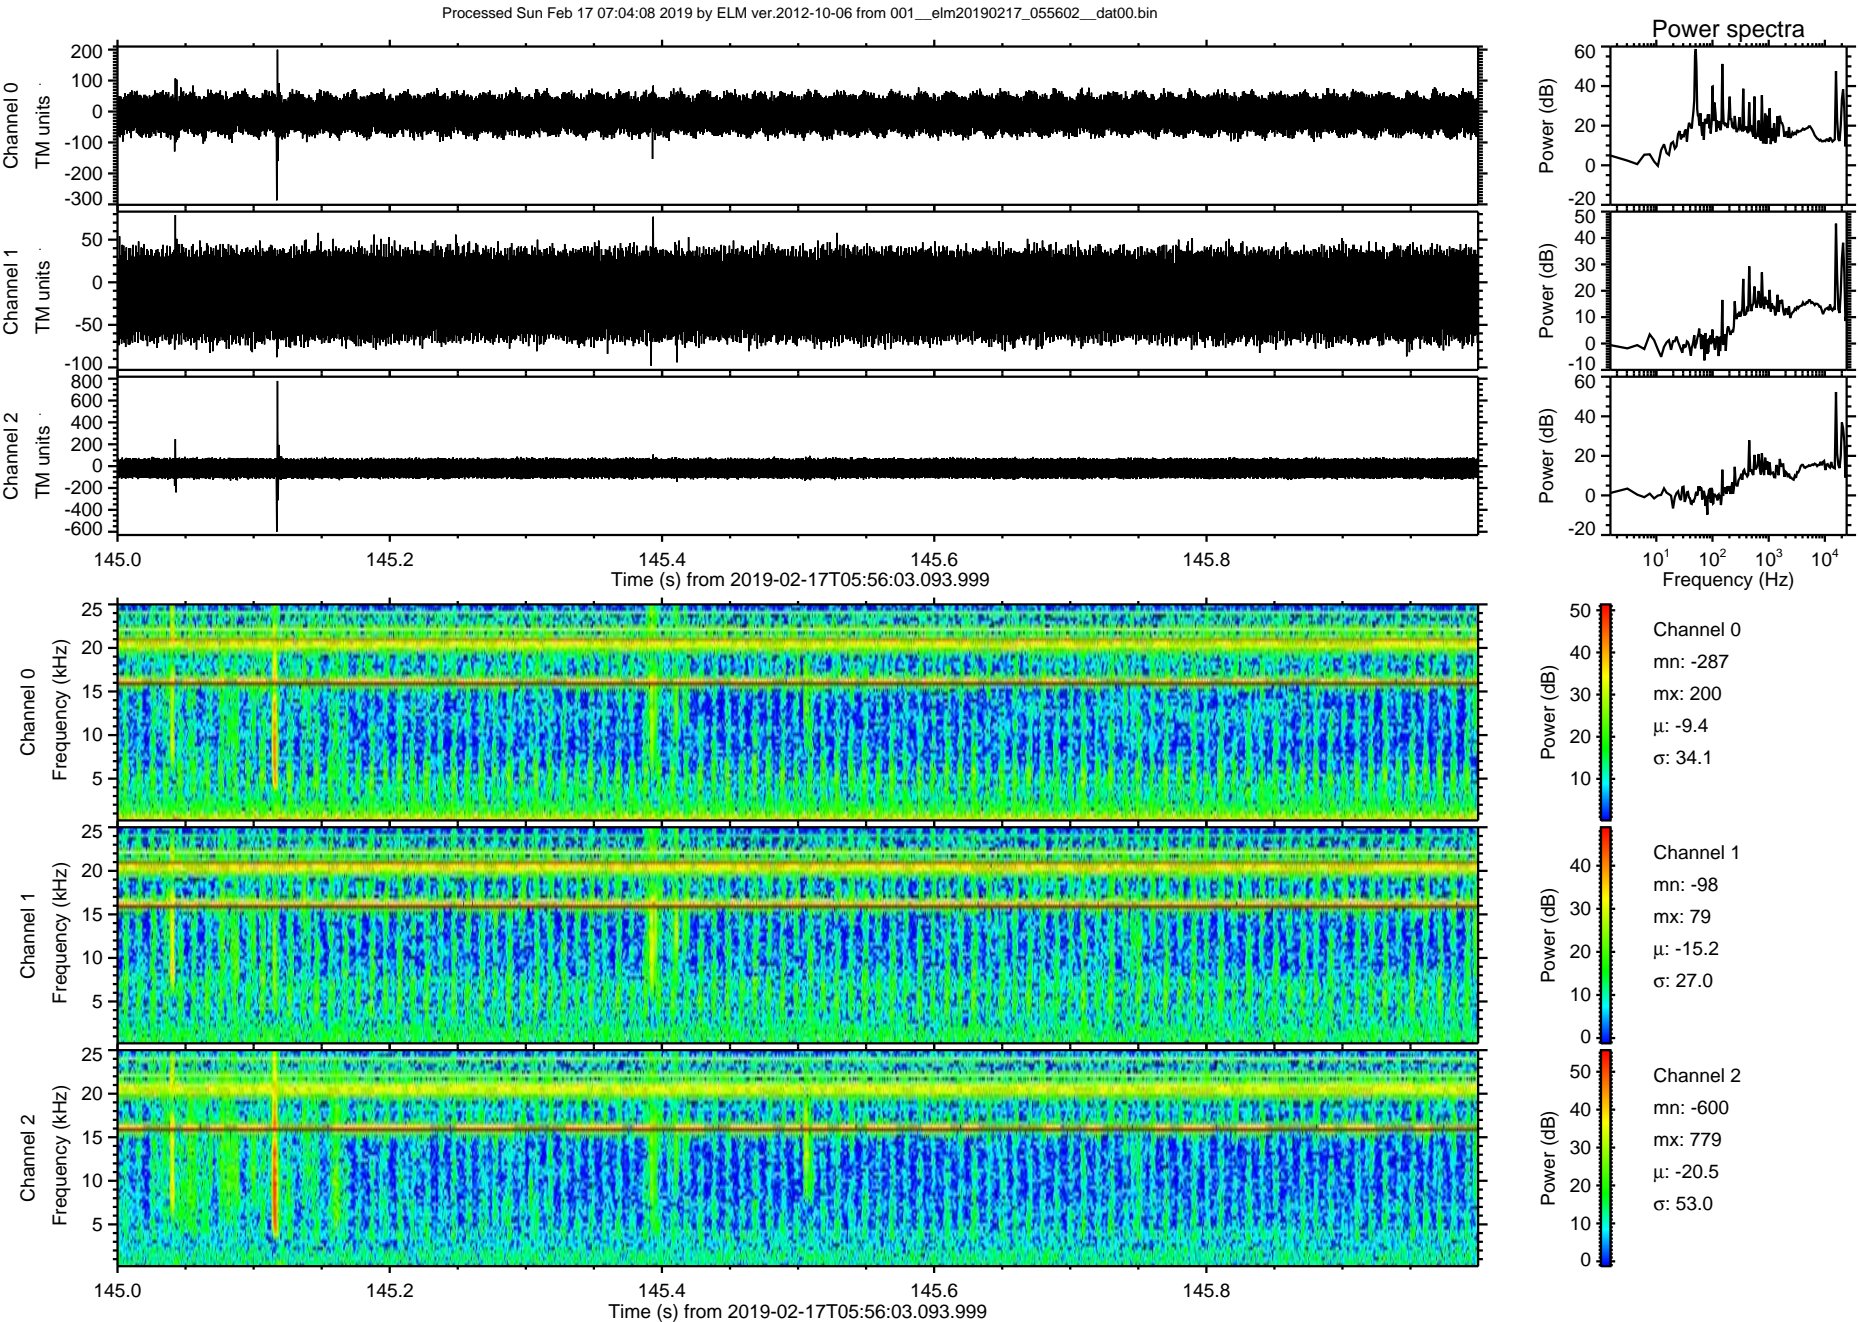 Processed Sun Feb 17 07:04:08 2019 by ELM ver.2012-10-06 from 001__elm20190217_055602__dat00.bin
Power spectra
Channel 0
TM units
200
100
0
-100
-200
-300
Power (dB)
60
40
20
0
-20
Channel 1
TM units
50
0
-50
-100
Power (dB)
50
40
30
20
10
0
-10
Channel 2
TM units
800
600
400
200
0
-200
-400
-600
Power (dB)
60
40
20
0
-20
145.0 145.2 145.4 145.6 145.8
Time (s) from 2019-02-17T05:56:03.093.999
10¹ 10² 10³ 10⁴
Frequency (Hz)
Channel 0
Frequency (kHz)
25
20
15
10
5
Power (dB)
50
40
30
20
10
Channel 0
mn: -287
mx: 200
μ: -9.4
σ: 34.1
Channel 1
Frequency (kHz)
25
20
15
10
5
Power (dB)
40
30
20
10
0
Channel 1
mn: -98
mx: 79
μ: -15.2
σ: 27.0
Channel 2
Frequency (kHz)
25
20
15
10
5
Power (dB)
50
40
30
20
10
0
Channel 2
mn: -600
mx: 779
μ: -20.5
σ: 53.0
145.0 145.2 145.4 145.6 145.8
Time (s) from 2019-02-17T05:56:03.093.999